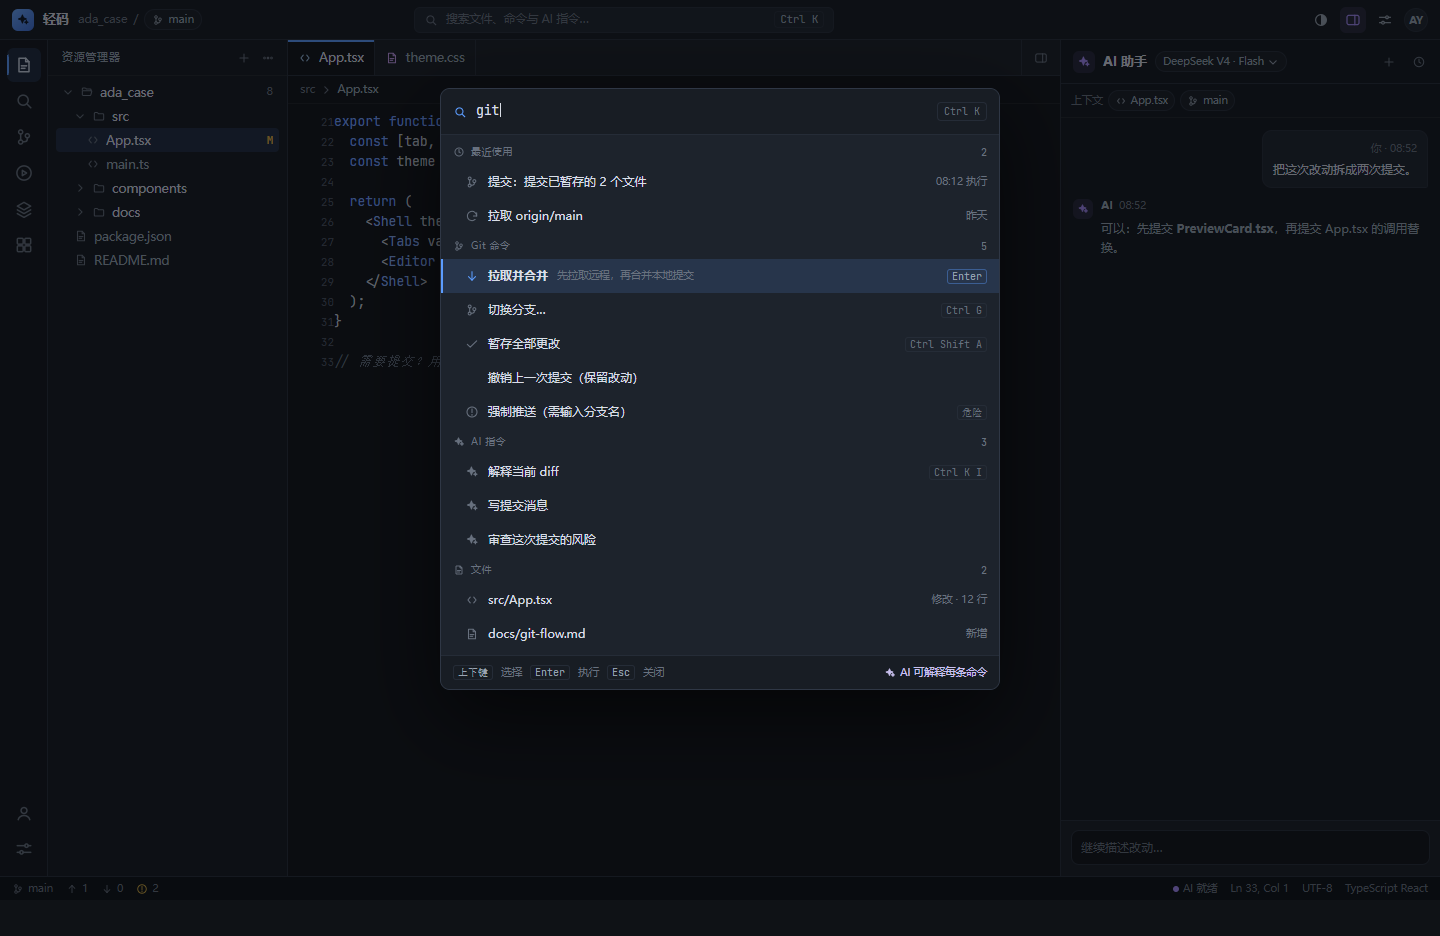 轻码 ada_case / main
搜索文件、命令与 AI 指令... Ctrl K
AY
资源管理器
ada_case 8
src
App.tsx M
main.ts
components
docs
package.json
README.md
App.tsx theme.css
src > App.tsx
21 export functi
22 const [tab,
23 const theme
24
25 return (
26 <Shell the
27 <Tabs va
28 <Editor
29 </Shell>
30 );
31 }
32
33 // 需要提交？用
git Ctrl K
最近使用 2
提交：提交已暂存的 2 个文件 08:12 执行
拉取 origin/main 昨天
Git 命令 5
拉取并合并 先拉取远程，再合并本地提交 Enter
切换分支... Ctrl G
暂存全部更改 Ctrl Shift A
撤销上一次提交（保留改动）
强制推送（需输入分支名） 危险
AI 指令 3
解释当前 diff Ctrl K I
写提交消息
审查这次提交的风险
文件 2
src/App.tsx 修改 · 12 行
docs/git-flow.md 新增
上下键 选择 Enter 执行 Esc 关闭 AI 可解释每条命令
AI 助手 DeepSeek V4 · Flash
上下文 App.tsx main
你 · 08:52
把这次改动拆成两次提交。
AI 08:52
可以：先提交 PreviewCard.tsx，再提交 App.tsx 的调用替
换。
继续描述改动...
main ↑ 1 ↓ 0 2
AI 就绪 Ln 33, Col 1 UTF-8 TypeScript React